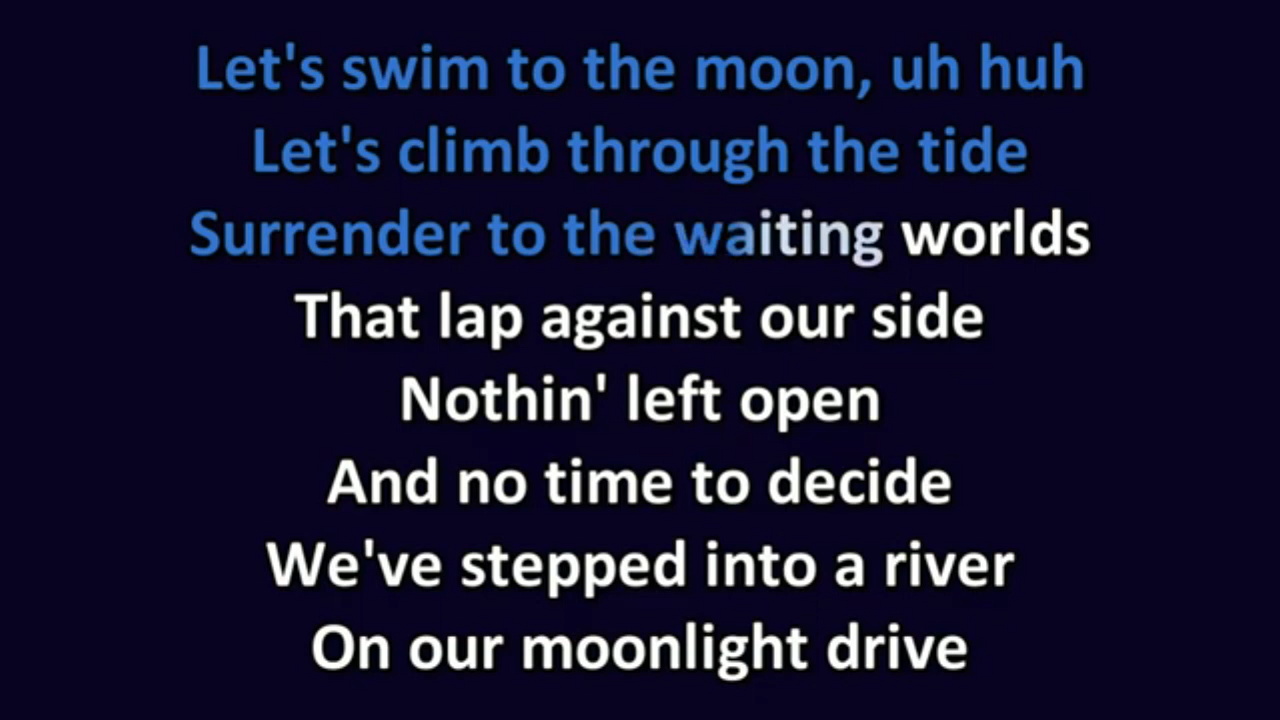 Let's swim to the moon, uh huh
Let's climb through the tide
Surrender to the waiting worlds
That lap against our side
Nothin' left open
And no time to decide
We've stepped into a river
On our moonlight drive